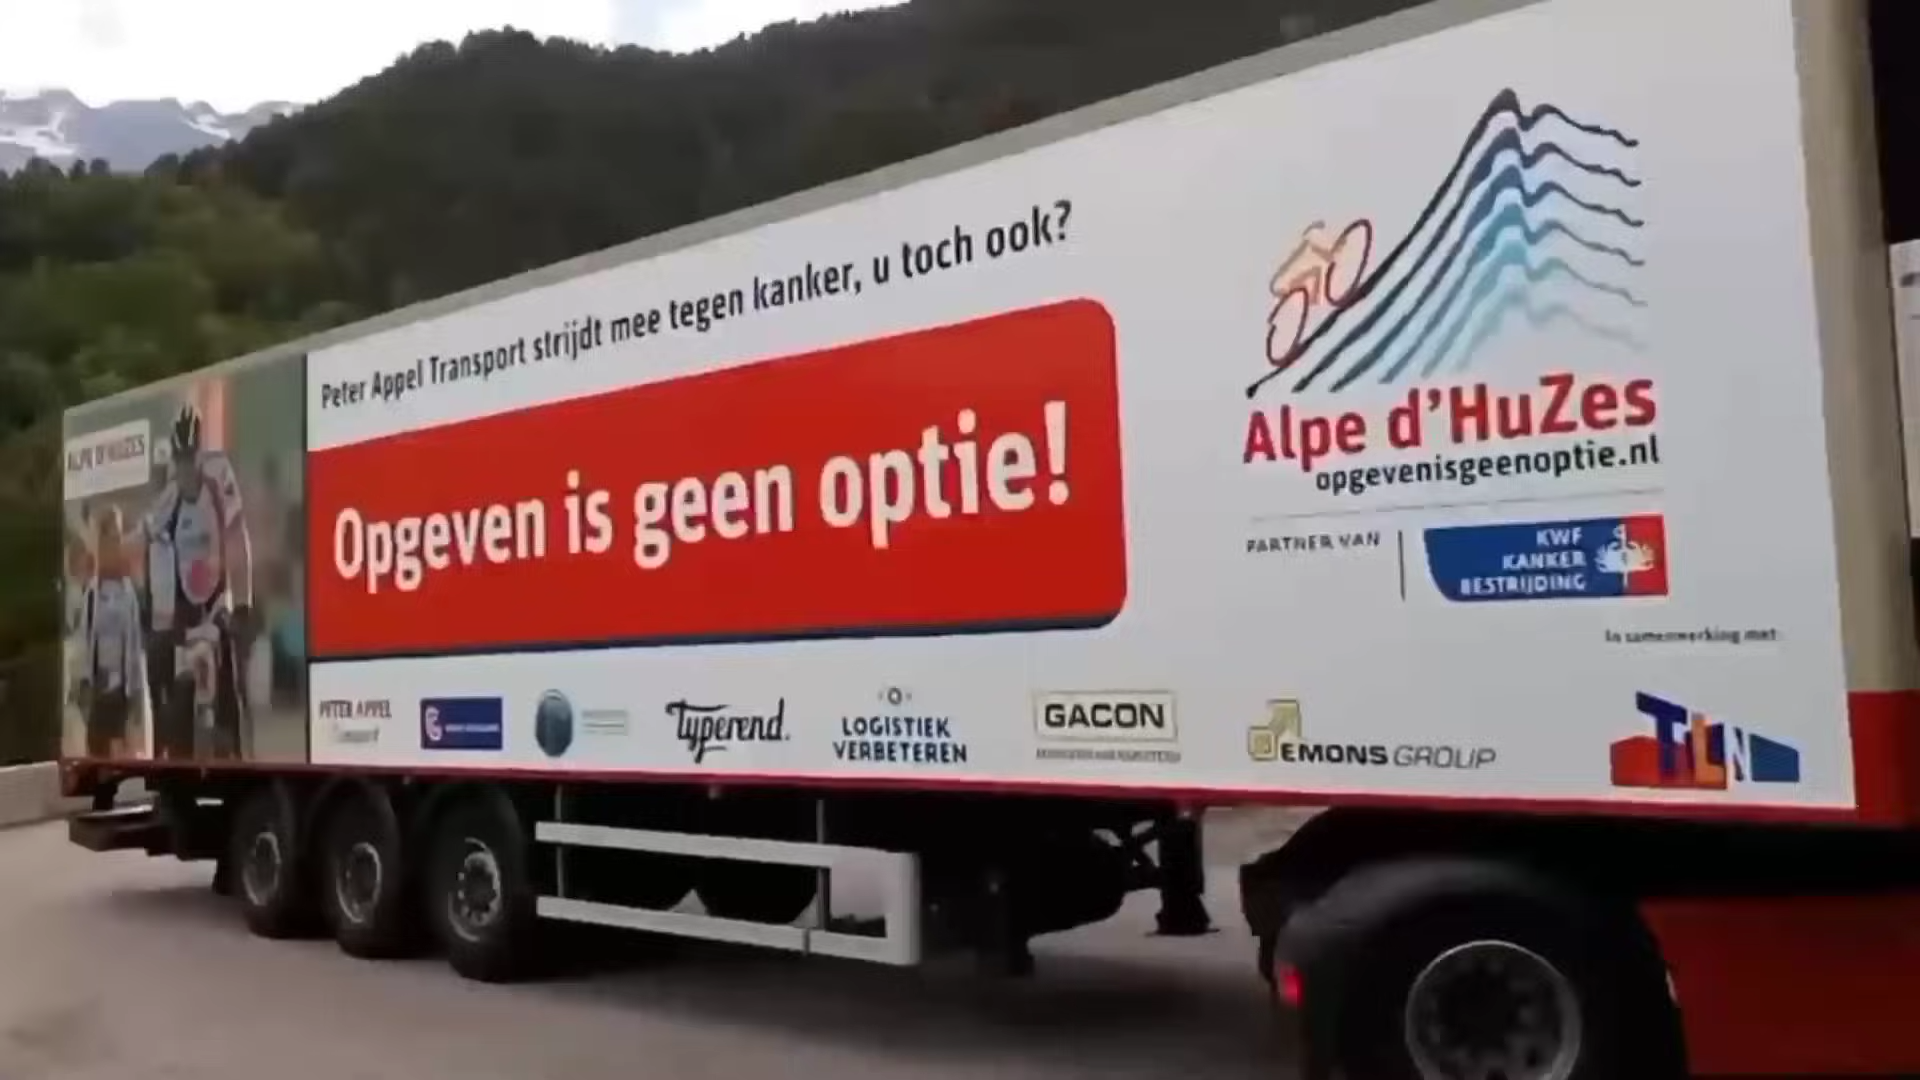 Peter Appel Transport strijdt mee tegen kanker, u toch ook?
ALPE D'HUZES
Opgeven is geen optie!
Alpe d'HuZes
opgevenisgeenoptie.nl
PARTNER VAN
KWF
KANKER
BESTRIJDING
In samenwerking met:
PETER APPEL
Transport
Typerend.
LOGISTIEK
VERBETEREN
GACON
EMONS GROUP
TLN